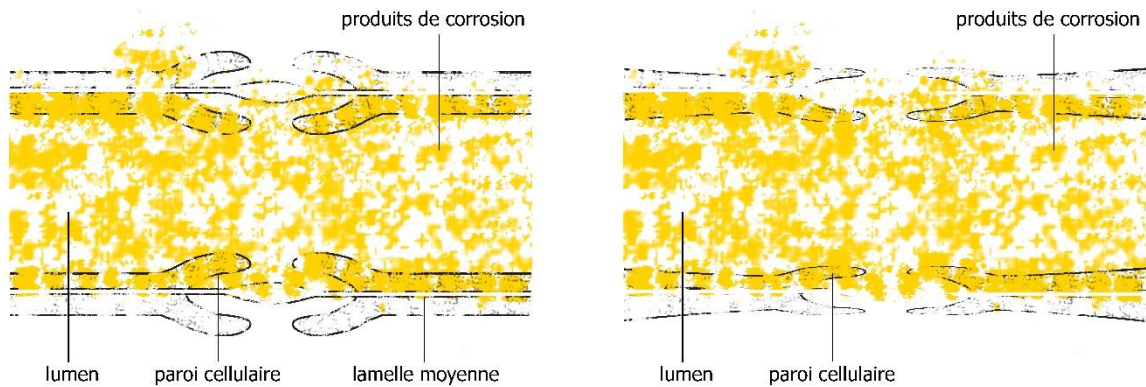 produits de corrosion
produits de corrosion
lumen
paroi cellulaire
lamelle moyenne
lumen
paroi cellulaire